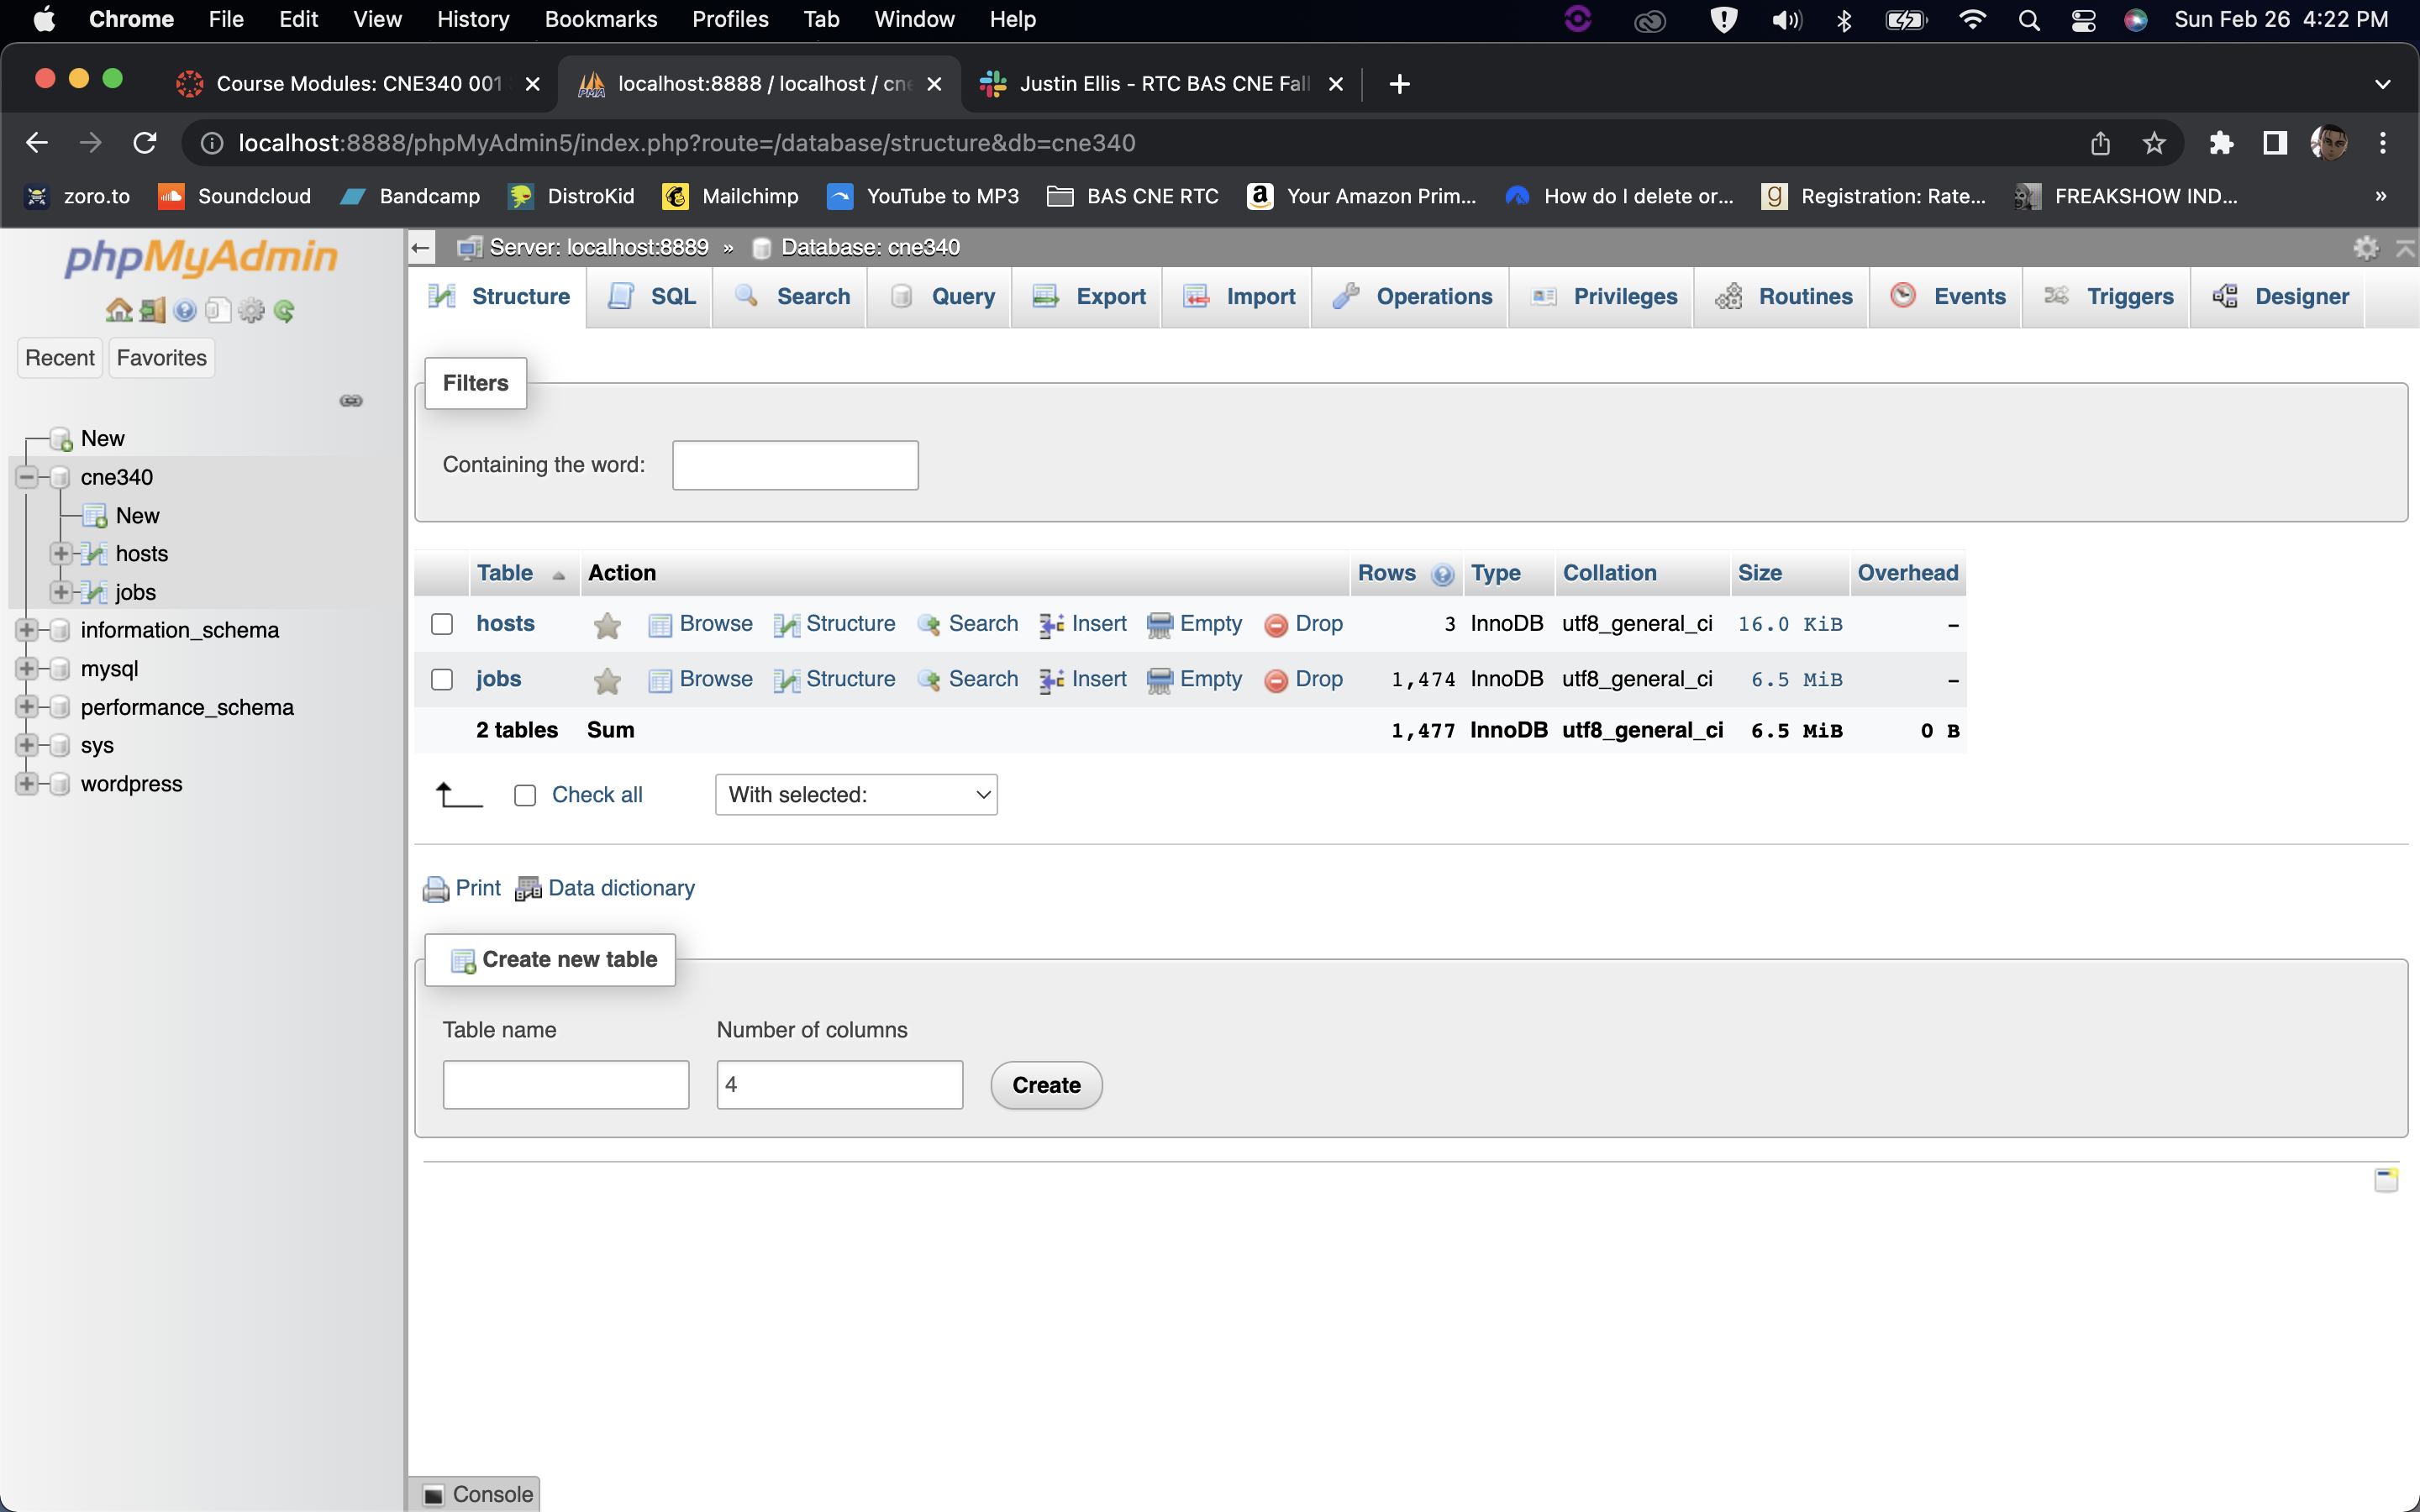 Chrome File Edit View History Bookmarks Profiles Tab Window Help Sun Feb 26 4:22 PM
Course Modules: CNE340 001 localhost:8888 / localhost / cne Justin Ellis - RTC BAS CNE Fall
localhost:8888/phpMyAdmin5/index.php?route=/database/structure&db=cne340
zoro.to Soundcloud Bandcamp DistroKid Mailchimp YouTube to MP3 BAS CNE RTC Your Amazon Prim... How do I delete or... Registration: Rate... FREAKSHOW IND... »
phpMyAdmin
Recent Favorites
New
cne340
New
hosts
jobs
information_schema
mysql
performance_schema
sys
wordpress
Server: localhost:8889 » Database: cne340
Structure SQL Search Query Export Import Operations Privileges Routines Events Triggers Designer
Filters
Containing the word:
Table Action Rows Type Collation Size Overhead
hosts Browse Structure Search Insert Empty Drop 3 InnoDB utf8_general_ci 16.0 KiB –
jobs Browse Structure Search Insert Empty Drop 1,474 InnoDB utf8_general_ci 6.5 MiB –
2 tables Sum 1,477 InnoDB utf8_general_ci 6.5 MiB 0 B
Check all With selected:
Print Data dictionary
Create new table
Table name Number of columns
4 Create
Console